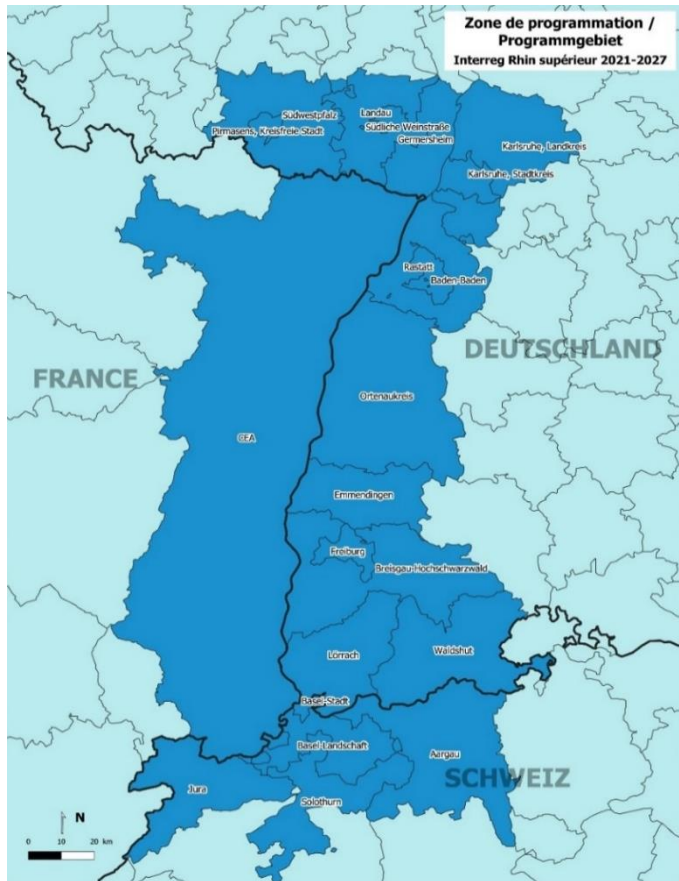 Zone de programmation /
Programmgebiet
Interreg Rhin supérieur 2021-2027
Südwestpfalz
Landau
Pirmasens, Kreisfreie Stadt
Südliche Weinstraße
Germersheim
Karlsruhe, Landkreis
Karlsruhe, Stadtkreis
Rastatt
Baden-Baden
DEUTSCHLAND
FRANCE
Ortenaukreis
CEA
Emmendingen
Freiburg
Breisgau-Hochschwarzwald
Lörrach
Waldshut
Basel-Stadt
Basel-Landschaft
Aargau
SCHWEIZ
Jura
Solothurn
N
0 10 20 km